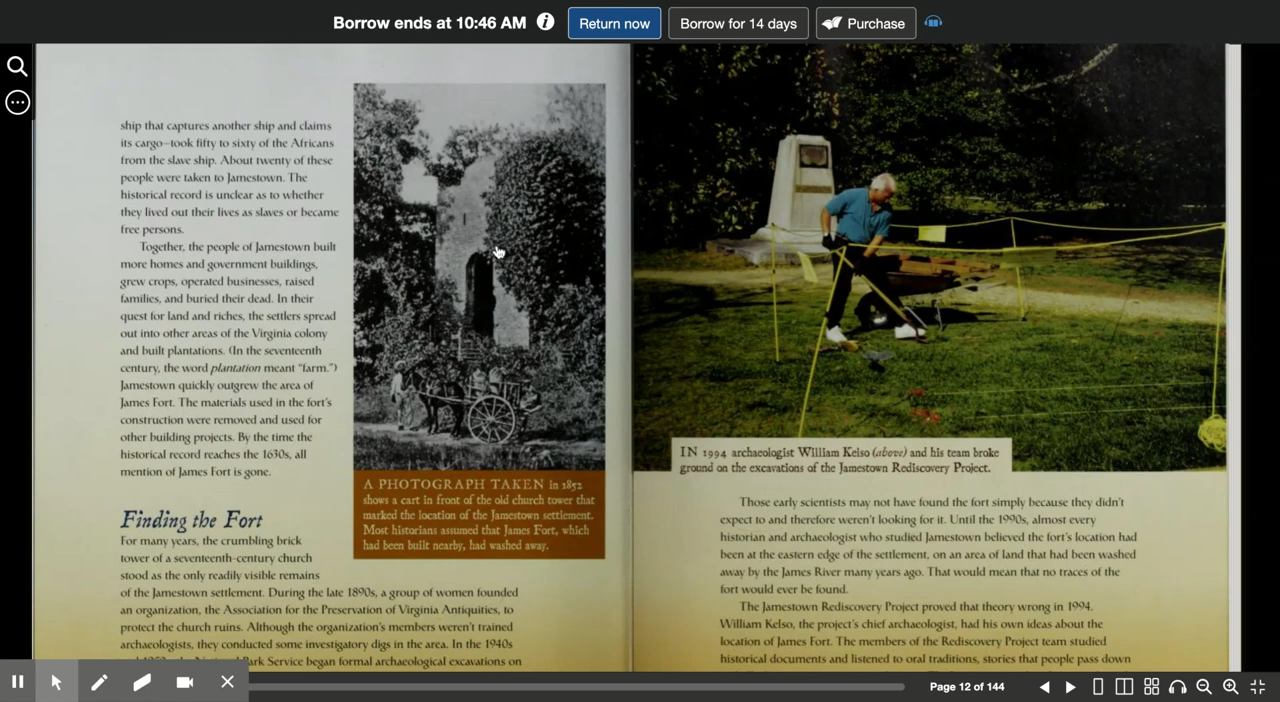 Borrow ends at 10:46 AM
Return now
Borrow for 14 days
Purchase
ship that captures another ship and claims
its cargo—took fifty to sixty of the Africans
from the slave ship. About twenty of these
people were taken to Jamestown. The
historical record is unclear as to whether
they lived out their lives as slaves or became
free persons.
Together, the people of Jamestown built
more homes and government buildings,
grew crops, operated businesses, raised
families, and buried their dead. In their
quest for land and riches, the settlers spread
out into other areas of the Virginia colony
and built plantations. (In the seventeenth
century, the word plantation meant “farm.”)
Jamestown quickly outgrew the area of
James Fort. The materials used in the fort’s
construction were removed and used for
other building projects. By the time the
historical record reaches the 1630s, all
mention of James Fort is gone.
Finding the Fort
For many years, the crumbling brick
tower of a seventeenth-century church
stood as the only readily visible remains
of the Jamestown settlement. During the late 1890s, a group of women founded
an organization, the Association for the Preservation of Virginia Antiquities, to
protect the church ruins. Although the organization’s members weren’t trained
archaeologists, they conducted some investigatory digs in the area. In the 1940s
Park Service began formal archaeological excavations on
A PHOTOGRAPH TAKEN in 1852
shows a cart in front of the old church tower that
marked the location of the Jamestown settlement.
Most historians assumed that James Fort, which
had been built nearby, had washed away.
IN 1994 archaeologist William Kelso (above) and his team broke
ground on the excavations of the Jamestown Rediscovery Project.
Those early scientists may not have found the fort simply because they didn’t
expect to and therefore weren’t looking for it. Until the 1990s, almost every
historian and archaeologist who studied Jamestown believed the fort’s location had
been at the eastern edge of the settlement, on an area of land that had been washed
away by the James River many years ago. That would mean that no traces of the
fort would ever be found.
The Jamestown Rediscovery Project proved that theory wrong in 1994.
William Kelso, the project’s chief archaeologist, had his own ideas about the
location of James Fort. The members of the Rediscovery Project team studied
historical documents and listened to oral traditions, stories that people pass down
Page 12 of 144